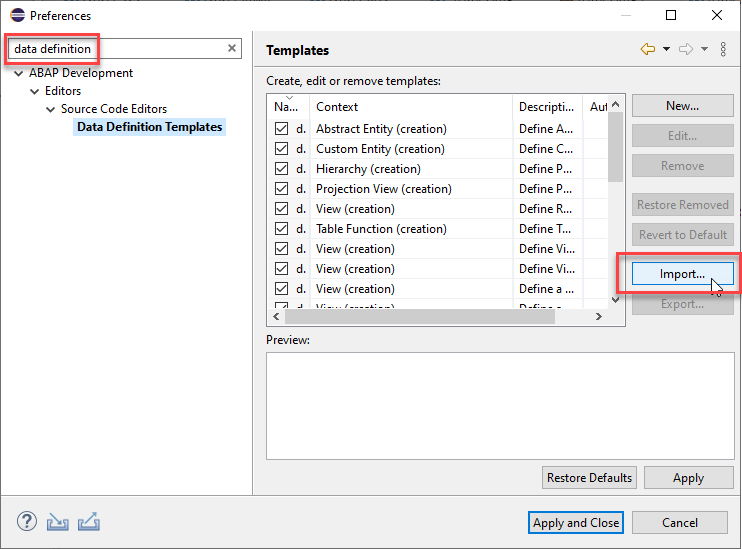 Preferences
data definition
ABAP Development
Editors
Source Code Editors
Data Definition Templates
Templates
Create, edit or remove templates:
Na... Context Descripti... Aut
d. Abstract Entity (creation) Define A...
d. Custom Entity (creation) Define C...
d. Hierarchy (creation) Define P...
d. Projection View (creation) Define P...
d. View (creation) Define R...
d. Table Function (creation) Define T...
d. View (creation) Define Vi...
d. View (creation) Define Vi...
d. View (creation) Define a ...
d. View (creation) Define a ...
New...
Edit...
Remove
Restore Removed
Revert to Default
Import...
Export...
Preview:
Restore Defaults Apply
Apply and Close Cancel